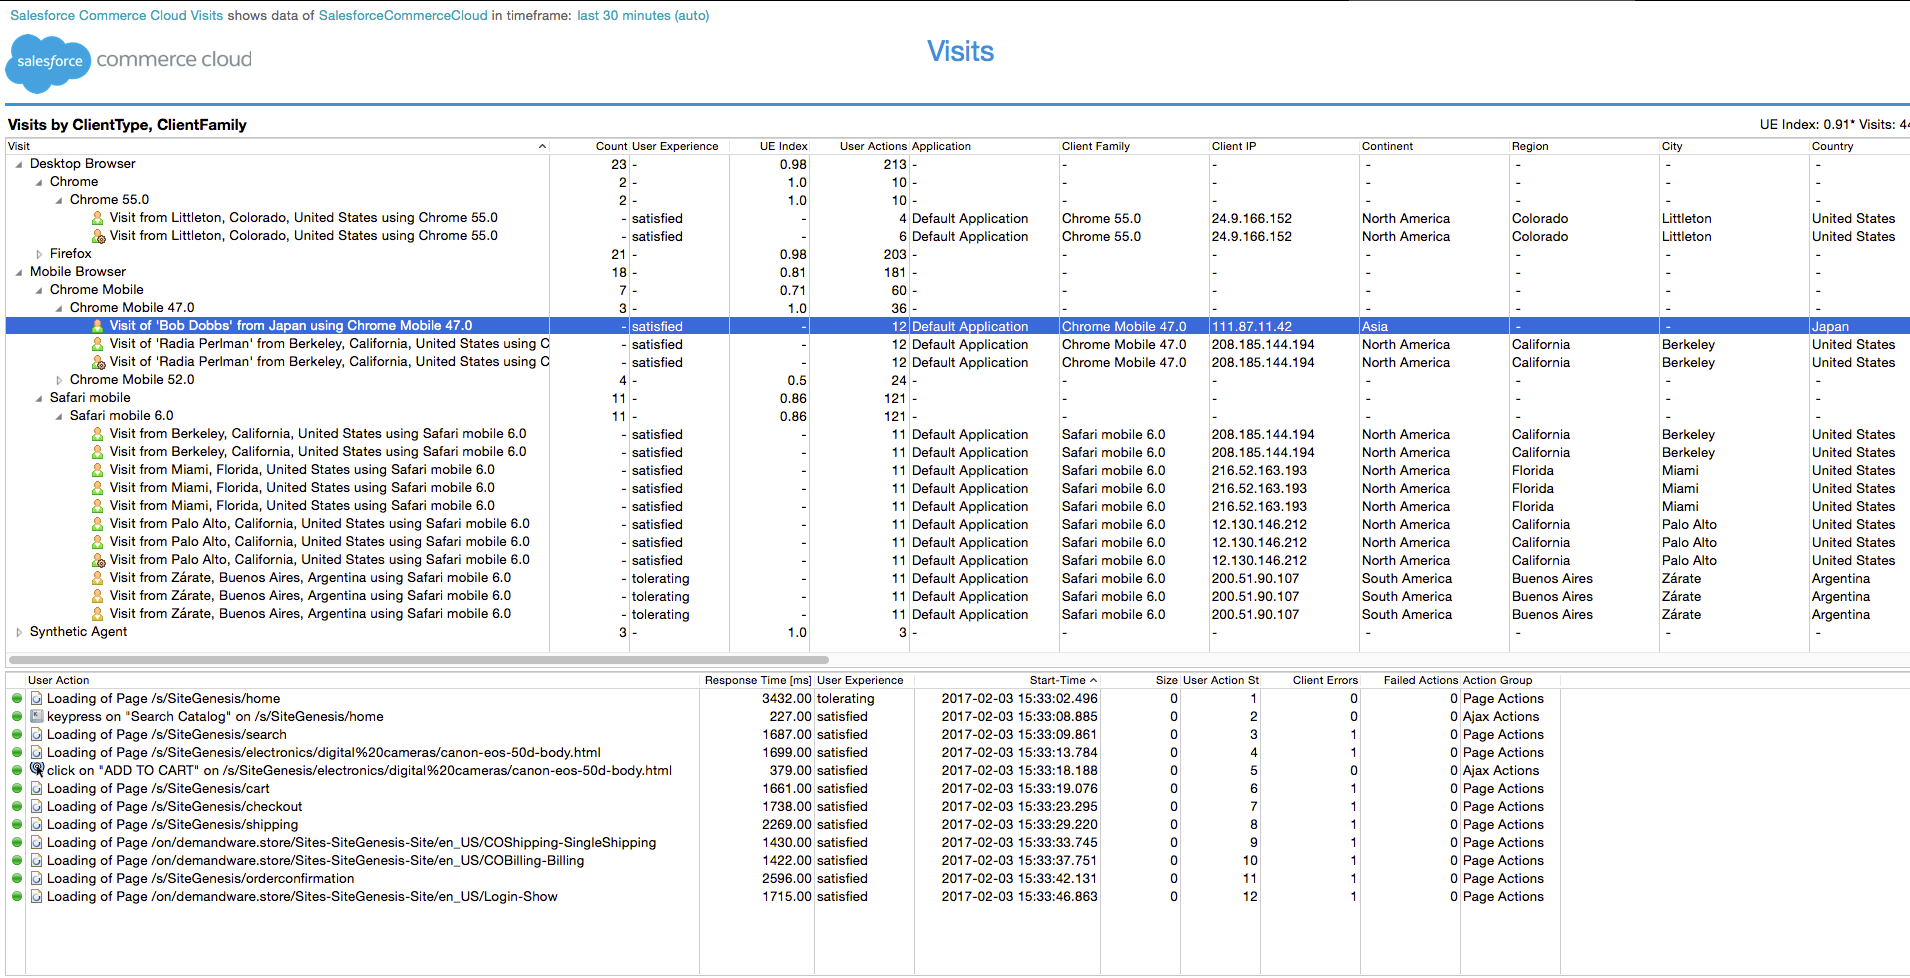 Salesforce Commerce Cloud Visits shows data of SalesforceCommerceCloud in timeframe: last 30 minutes (auto)
salesforce commerce cloud
Visits
Visits by ClientType, ClientFamily UE Index: 0.91* Visits: 44
Visit Count User Experience UE Index User Actions Application Client Family Client IP Continent Region City Country
Desktop Browser 23 - 0.98 213 - - - - - - -
Chrome 2 - 1.0 10 - - - - - - -
Chrome 55.0 2 - 1.0 10 - - - - - - -
Visit from Littleton, Colorado, United States using Chrome 55.0 - satisfied - 4 Default Application Chrome 55.0 24.9.166.152 North America Colorado Littleton United States
Visit from Littleton, Colorado, United States using Chrome 55.0 - satisfied - 6 Default Application Chrome 55.0 24.9.166.152 North America Colorado Littleton United States
Firefox 21 - 0.98 203 - - - - - - -
Mobile Browser 18 - 0.81 181 - - - - - - -
Chrome Mobile 7 - 0.71 60 - - - - - - -
Chrome Mobile 47.0 3 - 1.0 36 - - - - - - -
Visit of 'Bob Dobbs' from Japan using Chrome Mobile 47.0 - satisfied - 12 Default Application Chrome Mobile 47.0 111.87.11.42 Asia - - Japan
Visit of 'Radia Perlman' from Berkeley, California, United States using C - satisfied - 12 Default Application Chrome Mobile 47.0 208.185.144.194 North America California Berkeley United States
Visit of 'Radia Perlman' from Berkeley, California, United States using C - satisfied - 12 Default Application Chrome Mobile 47.0 208.185.144.194 North America California Berkeley United States
Chrome Mobile 52.0 4 - 0.5 24 - - - - - - -
Safari mobile 11 - 0.86 121 - - - - - - -
Safari mobile 6.0 11 - 0.86 121 - - - - - - -
Visit from Berkeley, California, United States using Safari mobile 6.0 - satisfied - 11 Default Application Safari mobile 6.0 208.185.144.194 North America California Berkeley United States
Visit from Berkeley, California, United States using Safari mobile 6.0 - satisfied - 11 Default Application Safari mobile 6.0 208.185.144.194 North America California Berkeley United States
Visit from Miami, Florida, United States using Safari mobile 6.0 - satisfied - 11 Default Application Safari mobile 6.0 216.52.163.193 North America Florida Miami United States
Visit from Miami, Florida, United States using Safari mobile 6.0 - satisfied - 11 Default Application Safari mobile 6.0 216.52.163.193 North America Florida Miami United States
Visit from Miami, Florida, United States using Safari mobile 6.0 - satisfied - 11 Default Application Safari mobile 6.0 216.52.163.193 North America Florida Miami United States
Visit from Palo Alto, California, United States using Safari mobile 6.0 - satisfied - 11 Default Application Safari mobile 6.0 12.130.146.212 North America California Palo Alto United States
Visit from Palo Alto, California, United States using Safari mobile 6.0 - satisfied - 11 Default Application Safari mobile 6.0 12.130.146.212 North America California Palo Alto United States
Visit from Palo Alto, California, United States using Safari mobile 6.0 - satisfied - 11 Default Application Safari mobile 6.0 12.130.146.212 North America California Palo Alto United States
Visit from Zárate, Buenos Aires, Argentina using Safari mobile 6.0 - tolerating - 11 Default Application Safari mobile 6.0 200.51.90.107 South America Buenos Aires Zárate Argentina
Visit from Zárate, Buenos Aires, Argentina using Safari mobile 6.0 - tolerating - 11 Default Application Safari mobile 6.0 200.51.90.107 South America Buenos Aires Zárate Argentina
Visit from Zárate, Buenos Aires, Argentina using Safari mobile 6.0 - tolerating - 11 Default Application Safari mobile 6.0 200.51.90.107 South America Buenos Aires Zárate Argentina
Synthetic Agent 3 - 1.0 3 - - - - - - -
User Action Response Time [ms] User Experience Start-Time Size User Action St Client Errors Failed Actions Action Group
Loading of Page /s/SiteGenesis/home 3432.00 tolerating 2017-02-03 15:33:02.496 0 1 0 0 Page Actions
keypress on "Search Catalog" on /s/SiteGenesis/home 227.00 satisfied 2017-02-03 15:33:08.885 0 2 0 0 Ajax Actions
Loading of Page /s/SiteGenesis/search 1687.00 satisfied 2017-02-03 15:33:09.861 0 3 1 0 Page Actions
Loading of Page /s/SiteGenesis/electronics/digital%20cameras/canon-eos-50d-body.html 1699.00 satisfied 2017-02-03 15:33:13.784 0 4 1 0 Page Actions
click on "ADD TO CART" on /s/SiteGenesis/electronics/digital%20cameras/canon-eos-50d-body.html 379.00 satisfied 2017-02-03 15:33:18.188 0 5 0 0 Ajax Actions
Loading of Page /s/SiteGenesis/cart 1661.00 satisfied 2017-02-03 15:33:19.076 0 6 1 0 Page Actions
Loading of Page /s/SiteGenesis/checkout 1738.00 satisfied 2017-02-03 15:33:23.295 0 7 1 0 Page Actions
Loading of Page /s/SiteGenesis/shipping 2269.00 satisfied 2017-02-03 15:33:29.220 0 8 1 0 Page Actions
Loading of Page /on/demandware.store/Sites-SiteGenesis-Site/en_US/COShipping-SingleShipping 1430.00 satisfied 2017-02-03 15:33:33.745 0 9 1 0 Page Actions
Loading of Page /on/demandware.store/Sites-SiteGenesis-Site/en_US/COBilling-Billing 1422.00 satisfied 2017-02-03 15:33:37.751 0 10 1 0 Page Actions
Loading of Page /s/SiteGenesis/orderconfirmation 2596.00 satisfied 2017-02-03 15:33:42.131 0 11 1 0 Page Actions
Loading of Page /on/demandware.store/Sites-SiteGenesis-Site/en_US/Login-Show 1715.00 satisfied 2017-02-03 15:33:46.863 0 12 1 0 Page Actions